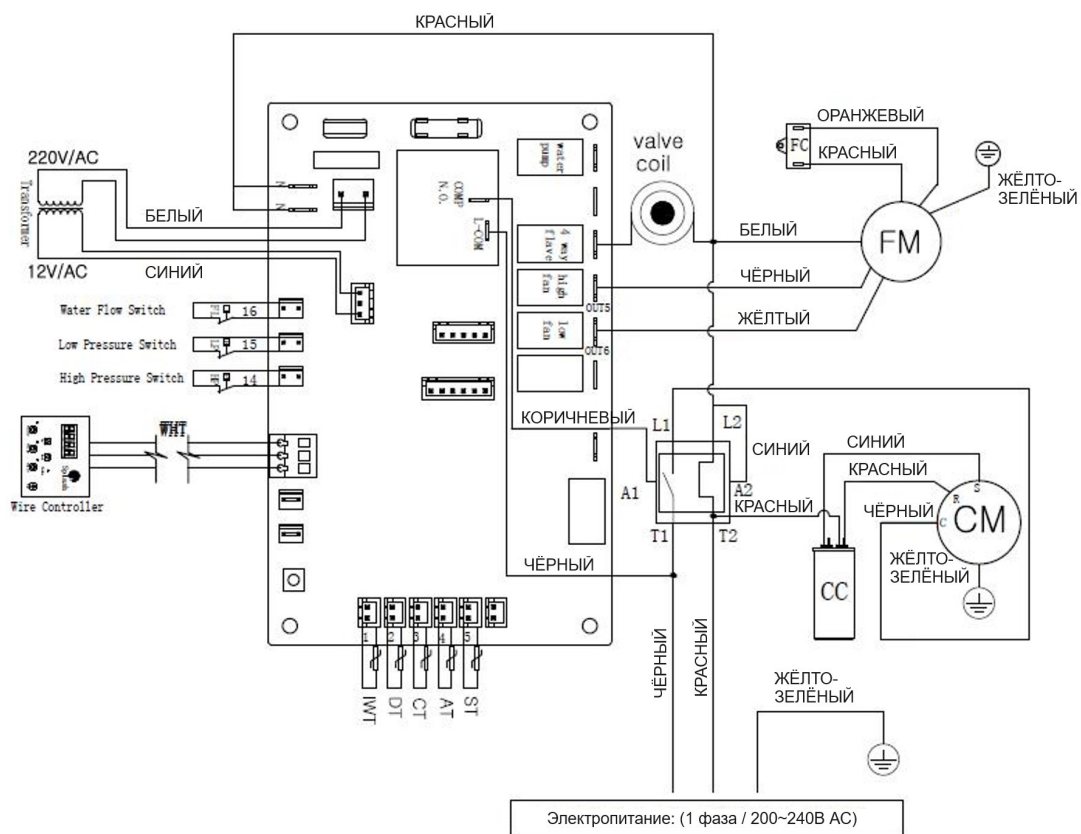 КРАСНЫЙ
ОРАНЖЕВЫЙ
FC
КРАСНЫЙ
ЖЁЛТО-
ЗЕЛЁНЫЙ
valve
coil
water
pump
220V/AC
Transformer
N
N
COMP
N.O.
L-COM
БЕЛЫЙ
4 way
flave
БЕЛЫЙ
FM
12V/AC
СИНИЙ
high
fan
ЧЁРНЫЙ
OUT5
Water Flow Switch
16
low
fan
ЖЁЛТЫЙ
OUT6
Low Pressure Switch
15
High Pressure Switch
14
КОРИЧНЕВЫЙ
L1
L2
WHT
СИНИЙ
СИНИЙ
КРАСНЫЙ
S
R
Splash
A1
A2
Wire Controller
КРАСНЫЙ
ЧЁРНЫЙ
C
CM
T1
T2
ЧЁРНЫЙ
ЖЁЛТО-
ЗЕЛЁНЫЙ
CC
1
2
3
4
5
IWT
DT
CT
AT
ST
ЧЁРНЫЙ
КРАСНЫЙ
ЖЁЛТО-
ЗЕЛЁНЫЙ
Электропитание: (1 фаза / 200~240В AC)